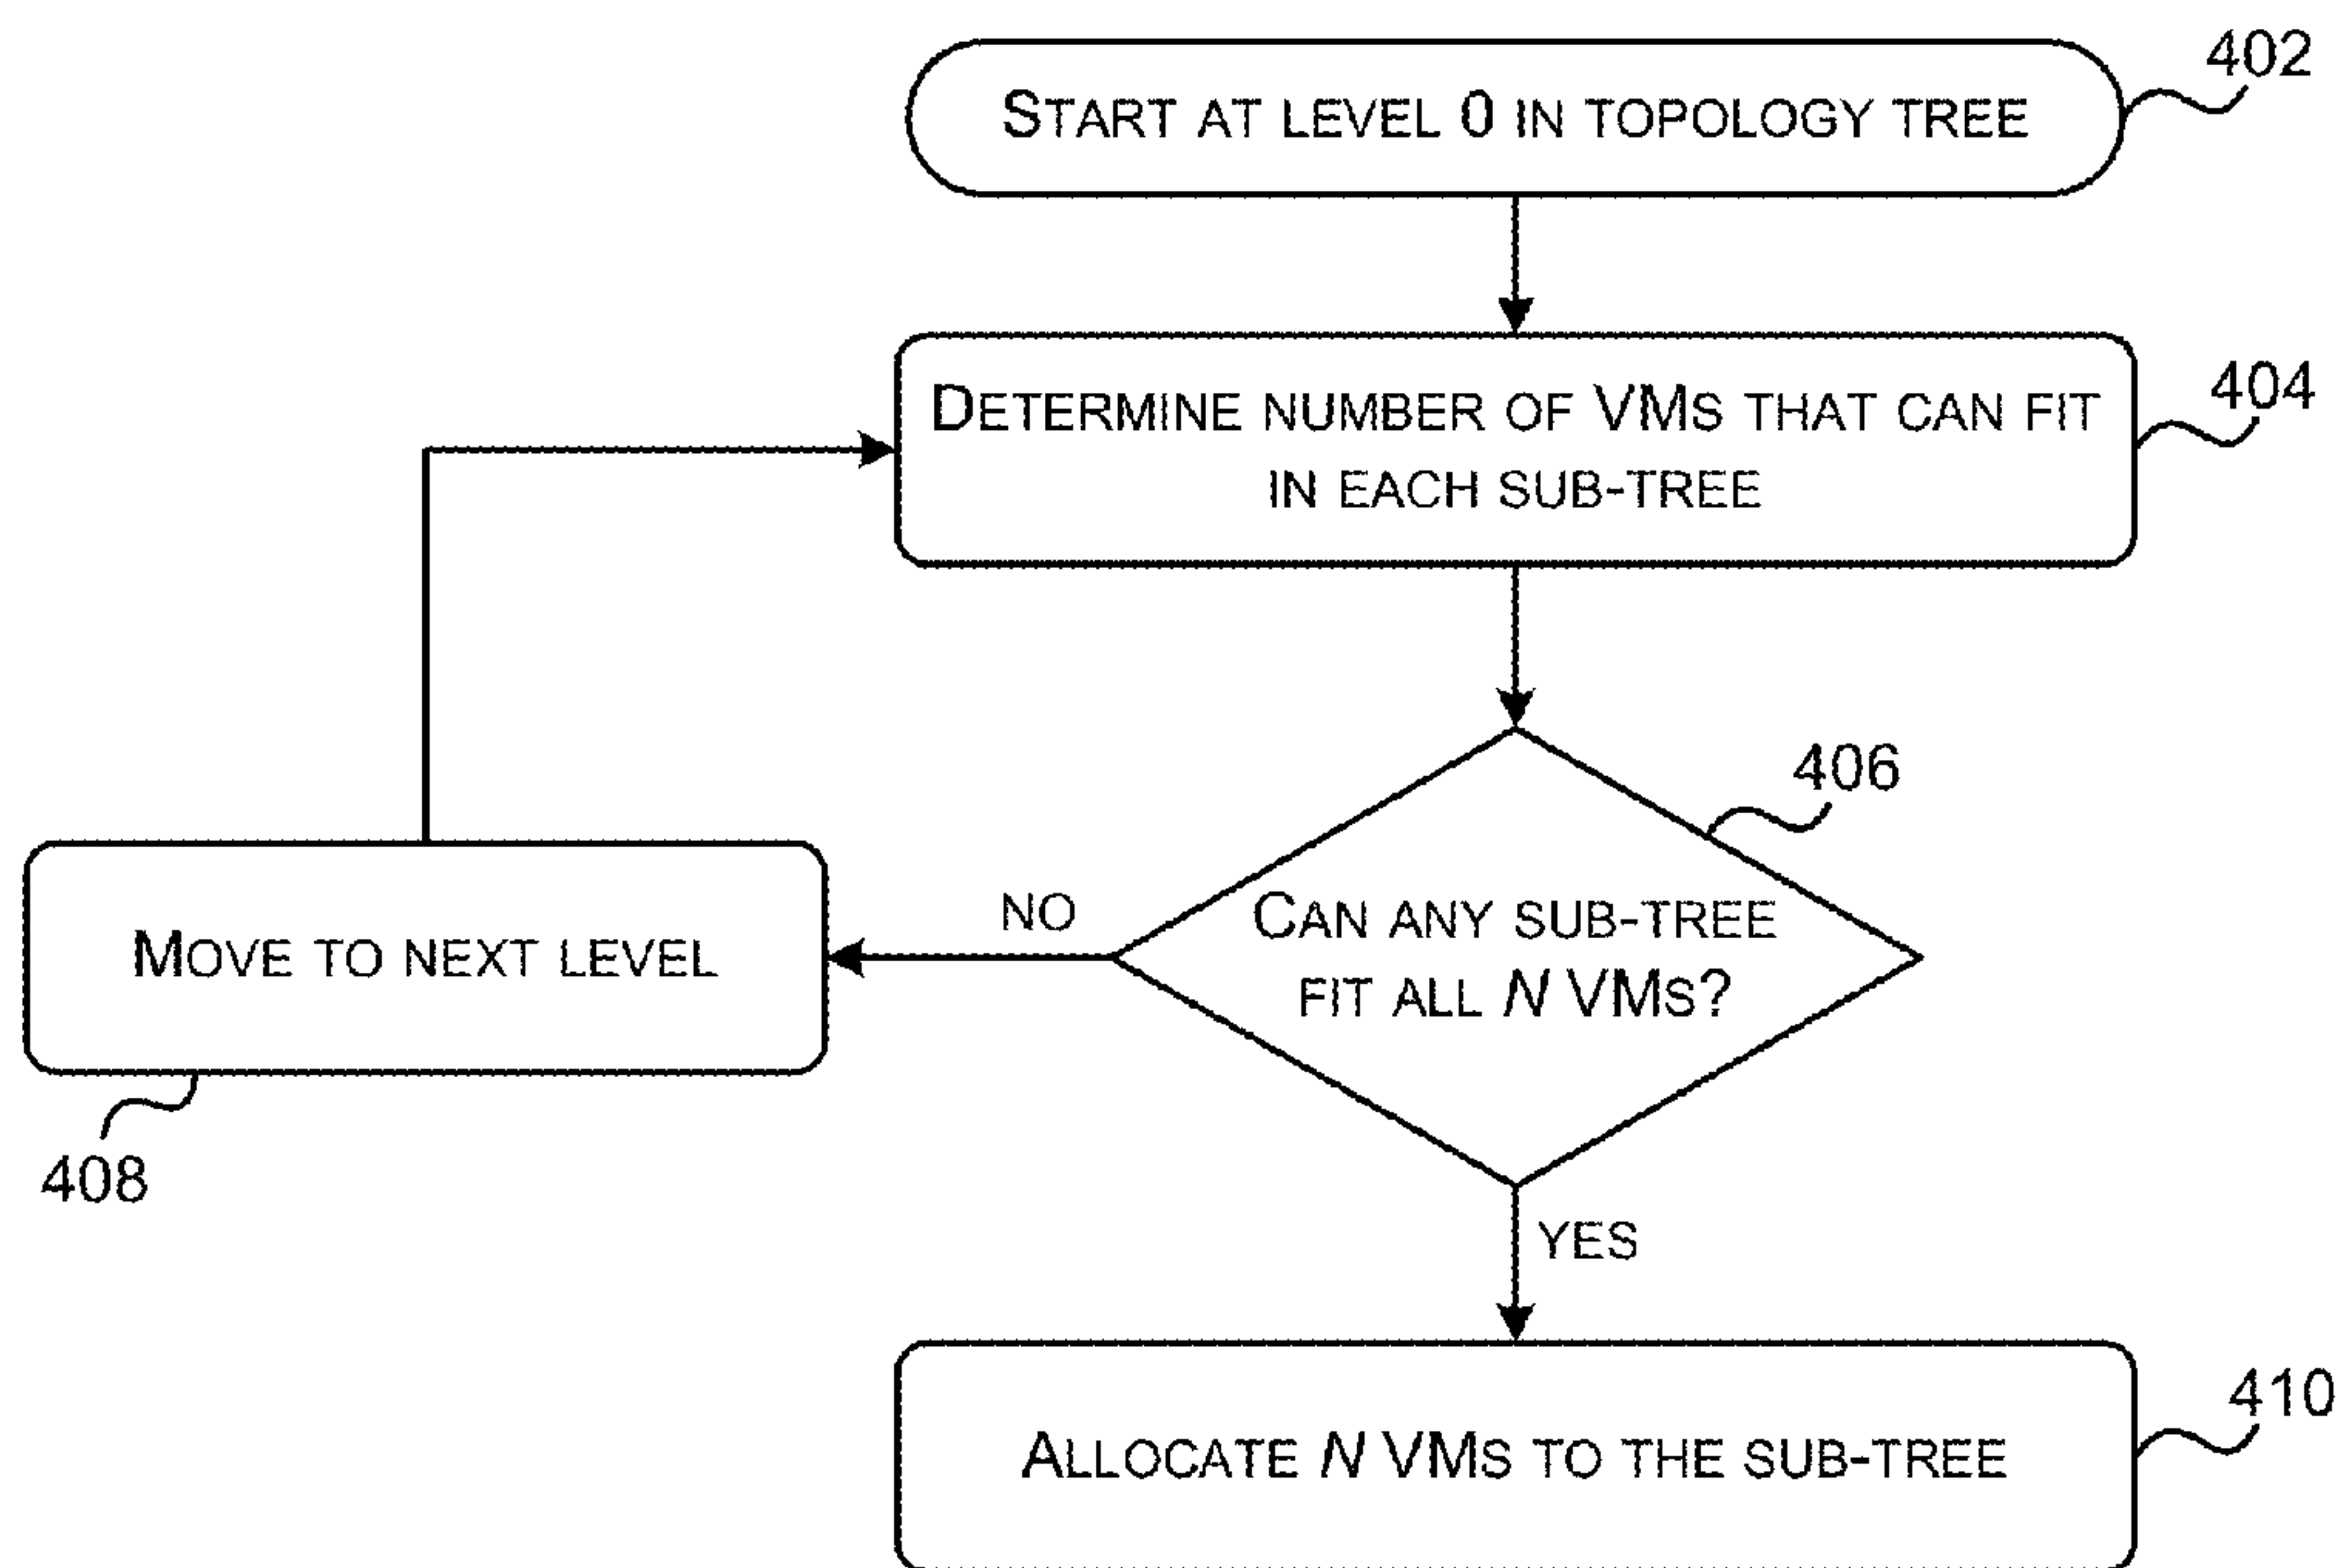 START AT LEVEL 0 IN TOPOLOGY TREE
402
DETERMINE NUMBER OF VMS THAT CAN FIT
IN EACH SUB-TREE
404
406
CAN ANY SUB-TREE
FIT ALL N VMS?
NO
MOVE TO NEXT LEVEL
408
YES
ALLOCATE N VMS TO THE SUB-TREE
410